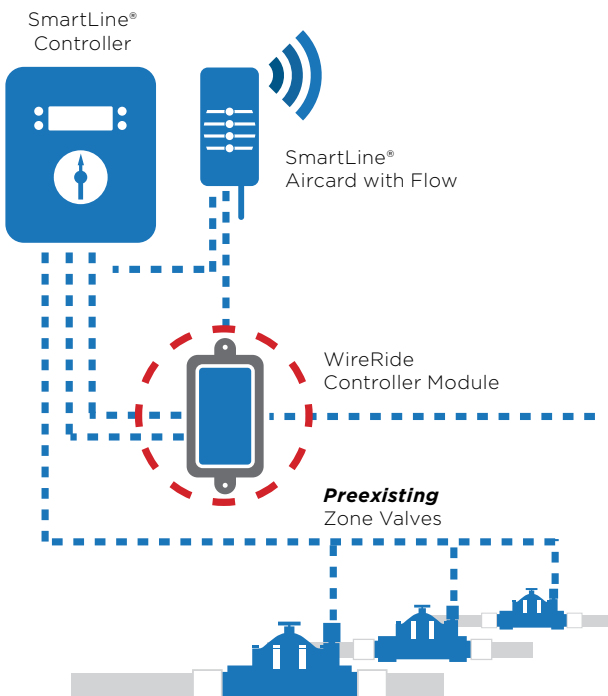 SmartLine®
Controller
SmartLine®
Aircard with Flow
WireRide
Controller Module
Preexisting
Zone Valves